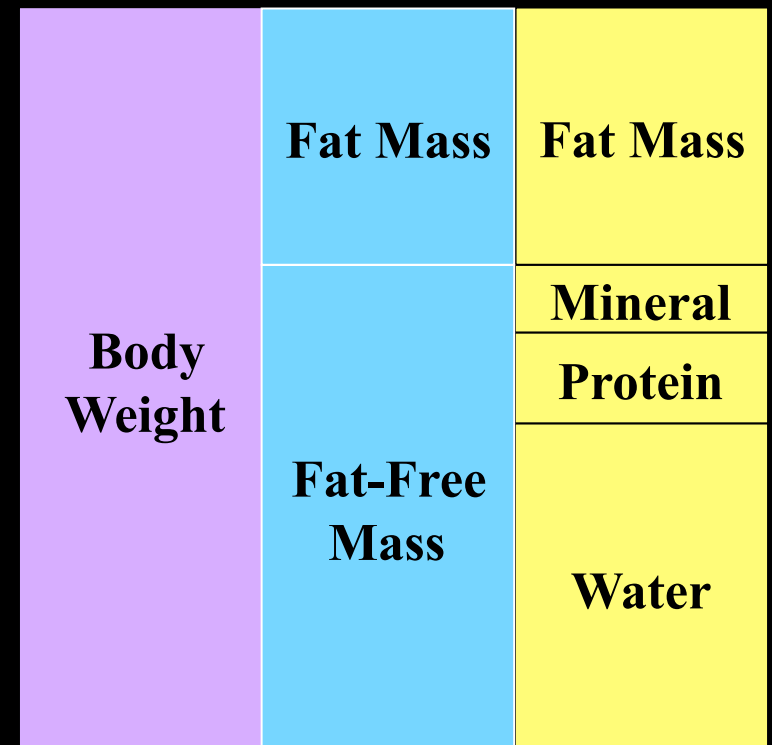 Body
Weight
Fat Mass
Fat-Free
Mass
Fat Mass
Mineral
Protein
Water